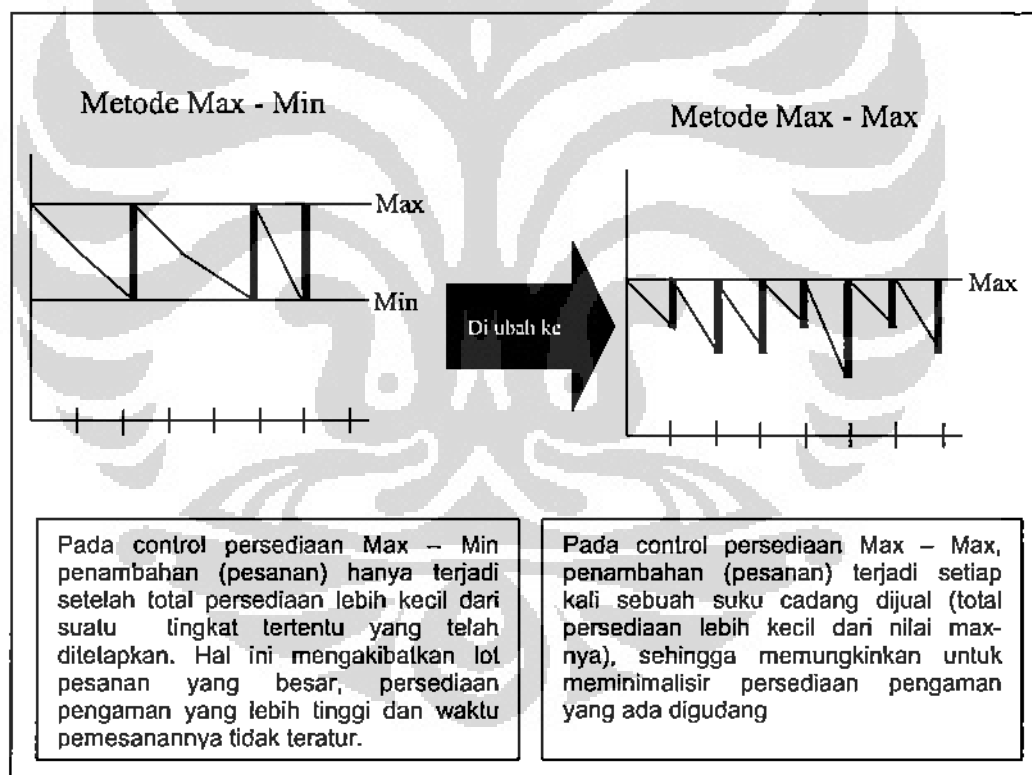 Metode Max - Min
Metode Max - Max
Max
Min
Di ubah ke
Max
Pada control persediaan Max – Min
penambahan (pesanan) hanya terjadi
setelah total persediaan lebih kecil dari
suatu tingkat tertentu yang telah
ditetapkan. Hal ini mengakibatkan lot
pesanan yang besar, persediaan
pengaman yang lebih tinggi dan waktu
pemesanannya tidak teratur.
Pada control persediaan Max – Max,
penambahan (pesanan) terjadi setiap
kali sebuah suku cadang dijual (total
persediaan lebih kecil dari nilai max-
nya), sehingga memungkinkan untuk
meminimalisir persediaan pengaman
yang ada digudang